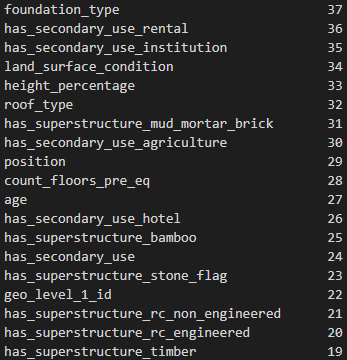 foundation_type 37
has_secondary_use_rental 36
has_secondary_use_institution 35
land_surface_condition 34
height_percentage 33
roof_type 32
has_superstructure_mud_mortar_brick 31
has_secondary_use_agriculture 30
position 29
count_floors_pre_eq 28
age 27
has_secondary_use_hotel 26
has_superstructure_bamboo 25
has_secondary_use 24
has_superstructure_stone_flag 23
geo_level_1_id 22
has_superstructure_rc_non_engineered 21
has_superstructure_rc_engineered 20
has_superstructure_timber 19